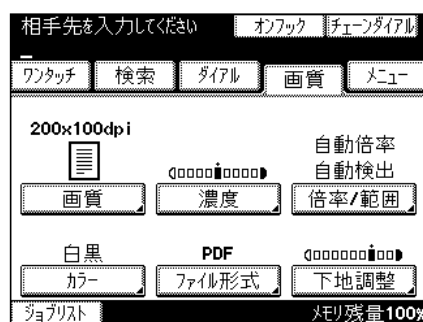 相手先を入力してください オンフック チェーンダイアル
ワンタッチ 検索 ダイアル 画質 メニュー
200x100dpi
自動倍率
自動検出
画質 濃度 倍率/範囲
白黒 PDF
カラー ファイル形式 下地調整
ジョブリスト メモリ残量100%